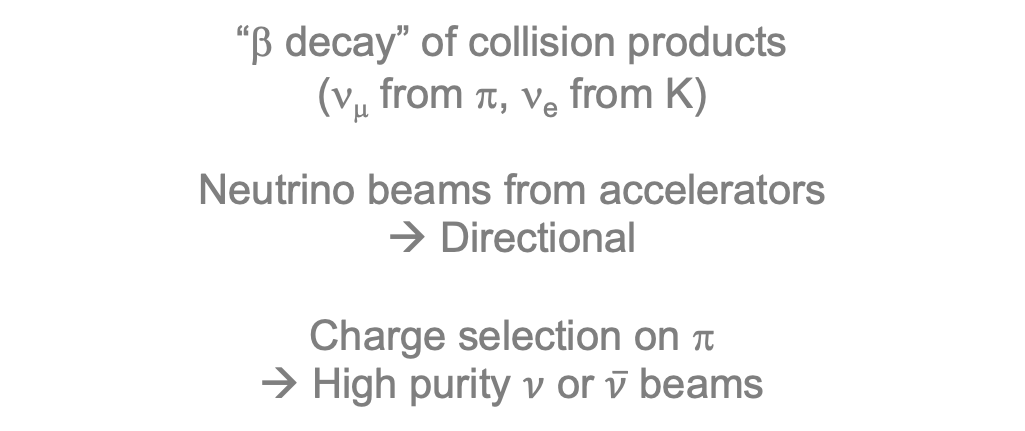 “β decay” of collision products
(νμ from π, νe from K)
Neutrino beams from accelerators
→ Directional
Charge selection on π
→ High purity ν or ν̄ beams